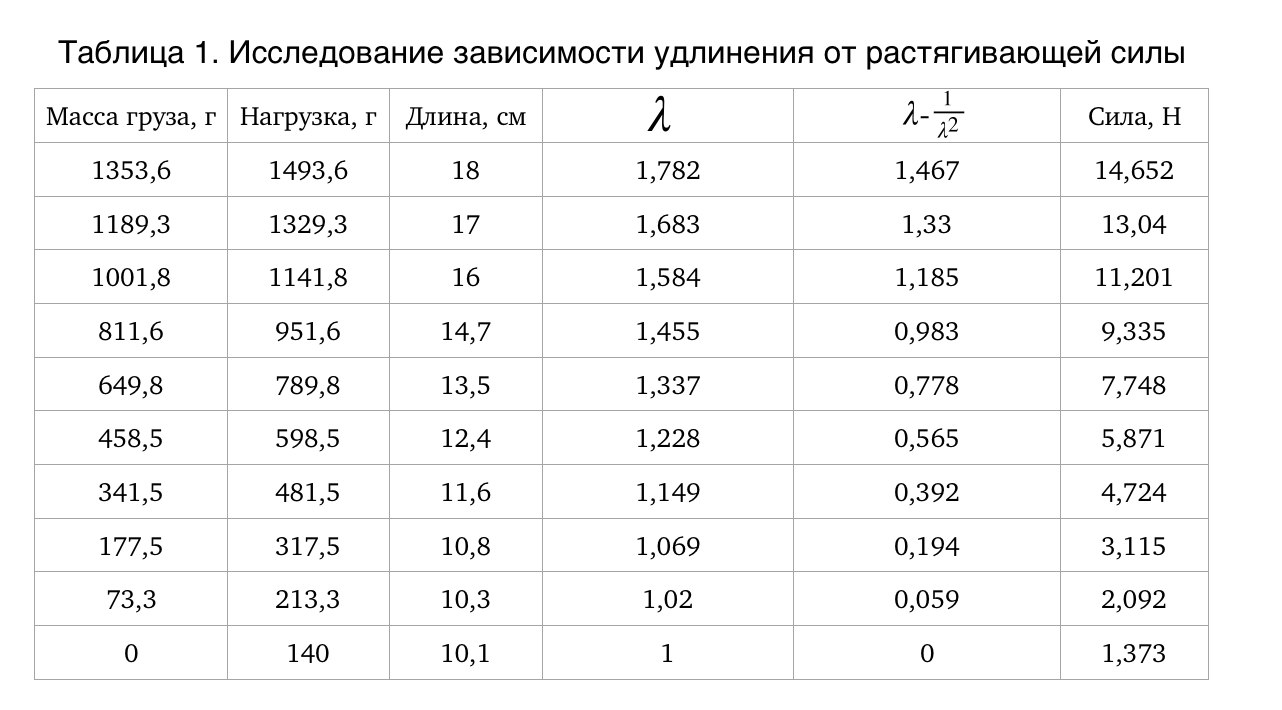 Таблица 1. Исследование зависимости удлинения от растягивающей силы
Масса груза, г Нагрузка, г Длина, см λ λ-1/λ2 Сила, Н
1353,6 1493,6 18 1,782 1,467 14,652
1189,3 1329,3 17 1,683 1,33 13,04
1001,8 1141,8 16 1,584 1,185 11,201
811,6 951,6 14,7 1,455 0,983 9,335
649,8 789,8 13,5 1,337 0,778 7,748
458,5 598,5 12,4 1,228 0,565 5,871
341,5 481,5 11,6 1,149 0,392 4,724
177,5 317,5 10,8 1,069 0,194 3,115
73,3 213,3 10,3 1,02 0,059 2,092
0 140 10,1 1 0 1,373